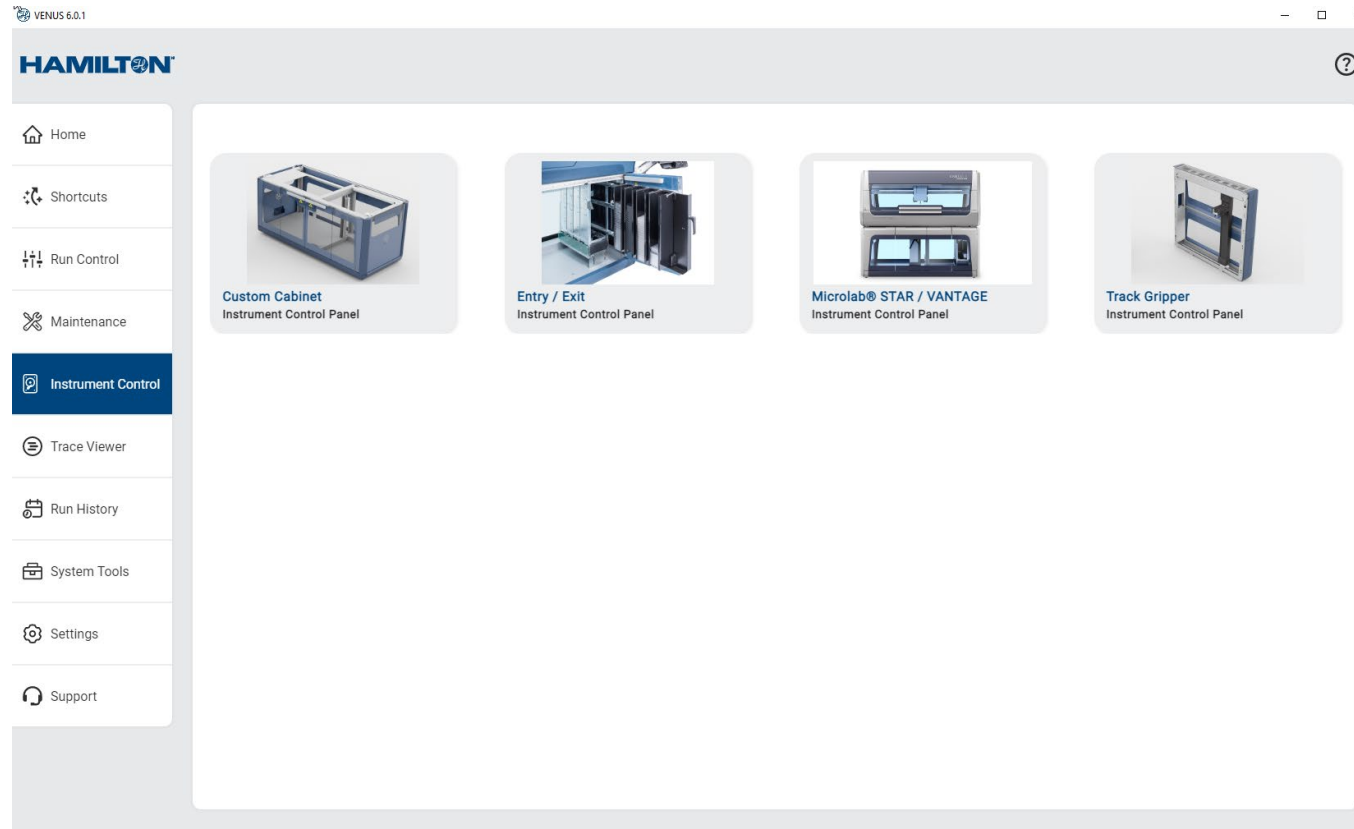 VENUS 6.0.1
HAMILTON
Home
Shortcuts
Run Control
Maintenance
Instrument Control
Trace Viewer
Run History
System Tools
Settings
Support
Custom Cabinet
Instrument Control Panel
Entry / Exit
Instrument Control Panel
Microlab® STAR / VANTAGE
Instrument Control Panel
Track Gripper
Instrument Control Panel